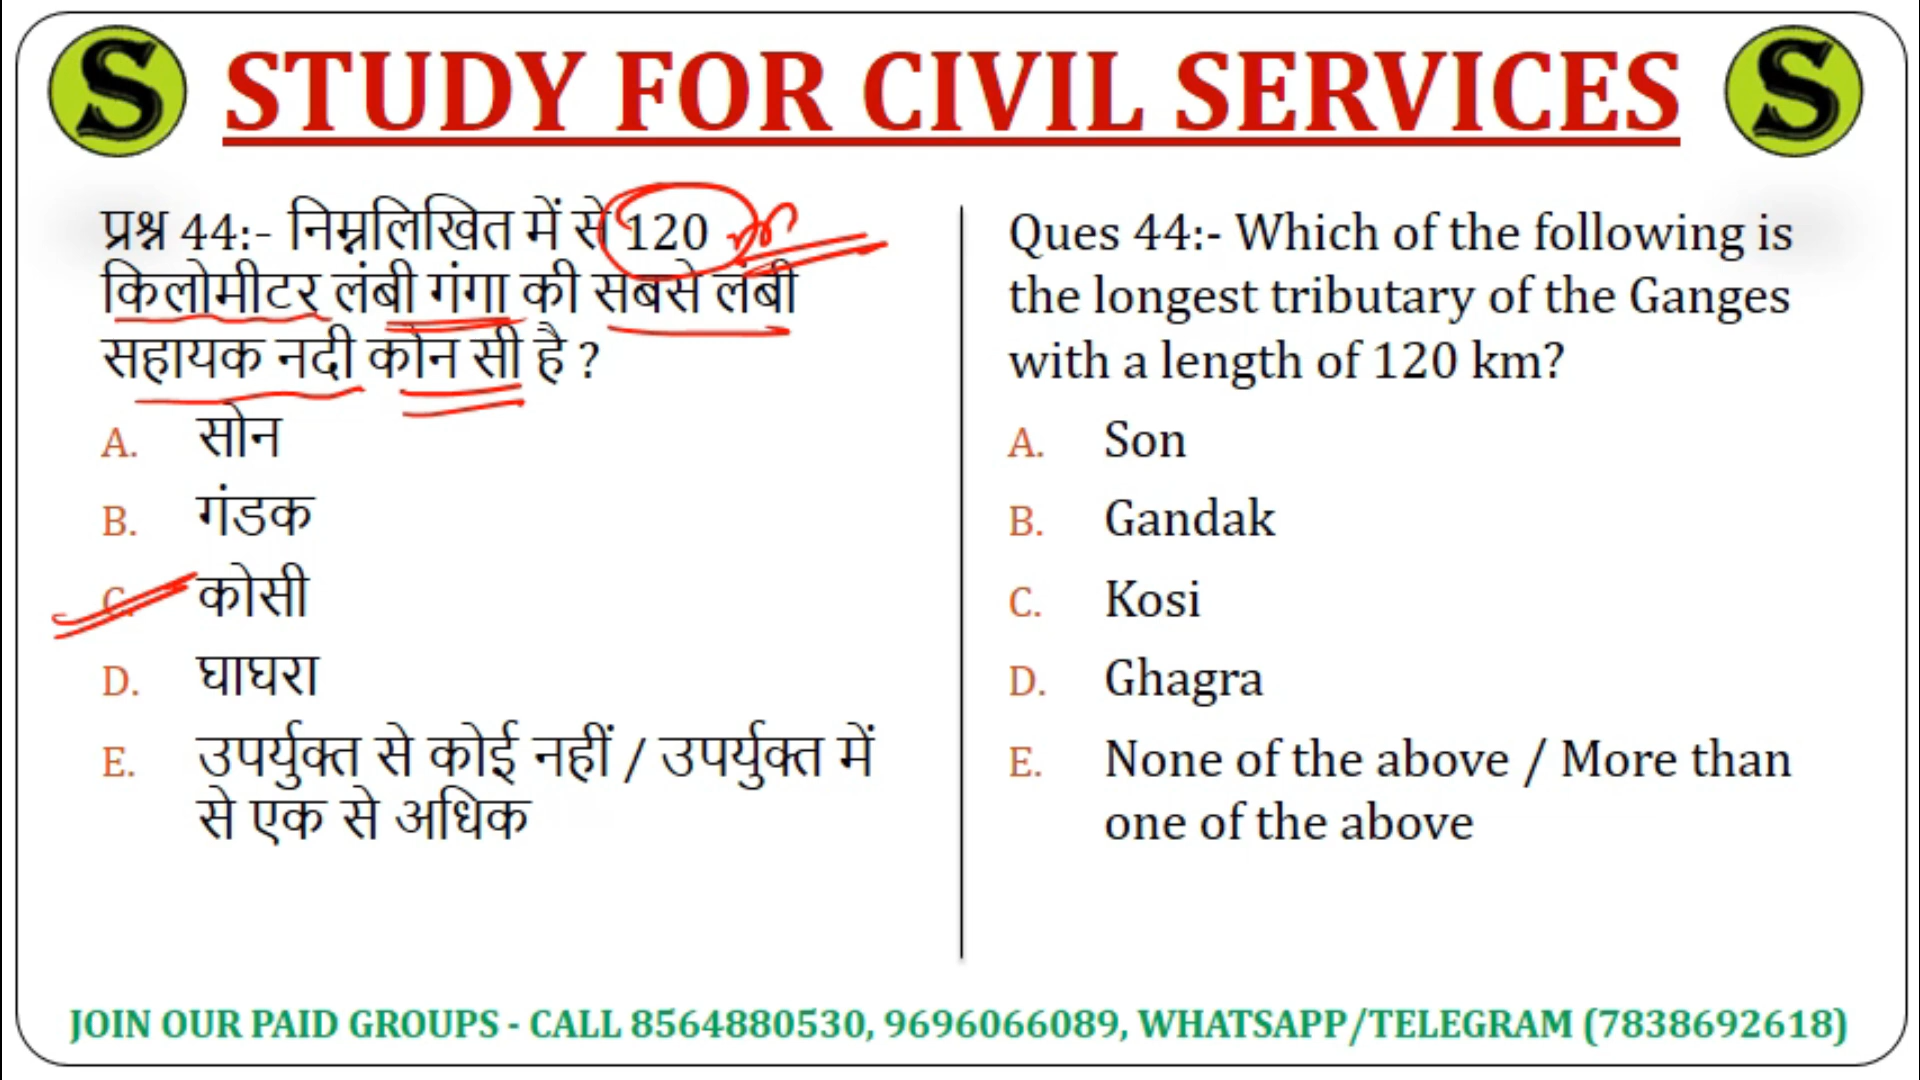 S STUDY FOR CIVIL SERVICES S
प्रश्न 44:- निम्नलिखित में से 120
किलोमीटर लंबी गंगा की सबसे लंबी
सहायक नदी कौन सी है ?
A. सोन
B. गंडक
C. कोसी
D. घाघरा
E. उपर्युक्त से कोई नहीं / उपर्युक्त में
से एक से अधिक
Ques 44:- Which of the following is
the longest tributary of the Ganges
with a length of 120 km?
A. Son
B. Gandak
C. Kosi
D. Ghagra
E. None of the above / More than
one of the above
JOIN OUR PAID GROUPS - CALL 8564880530, 9696066089, WHATSAPP/TELEGRAM (7838692618)